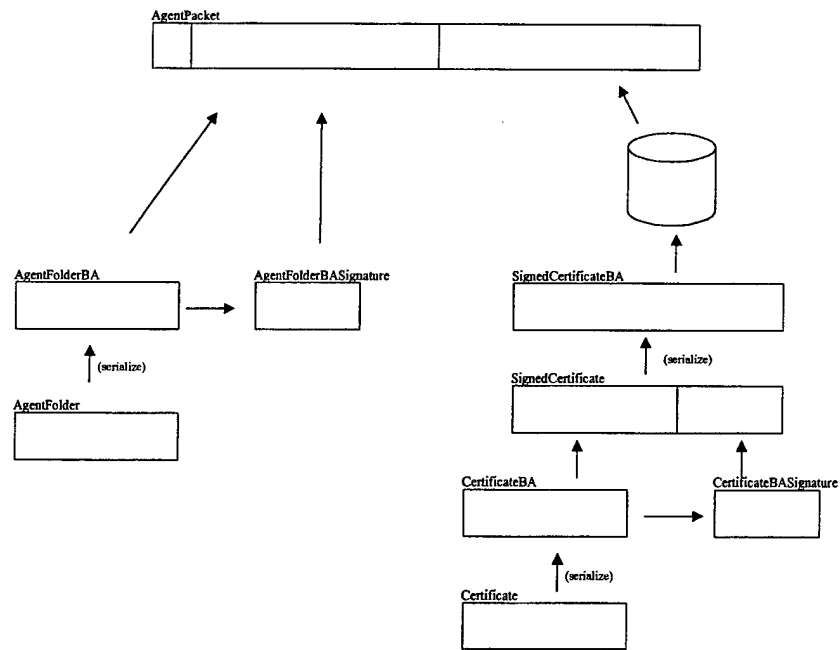 AgentPacket
AgentFolderBA
AgentFolderBASignature
SignedCertificateBA
(serialize)
(serialize)
AgentFolder
SignedCertificate
CertificateBA
CertificateBASignature
(serialize)
Certificate